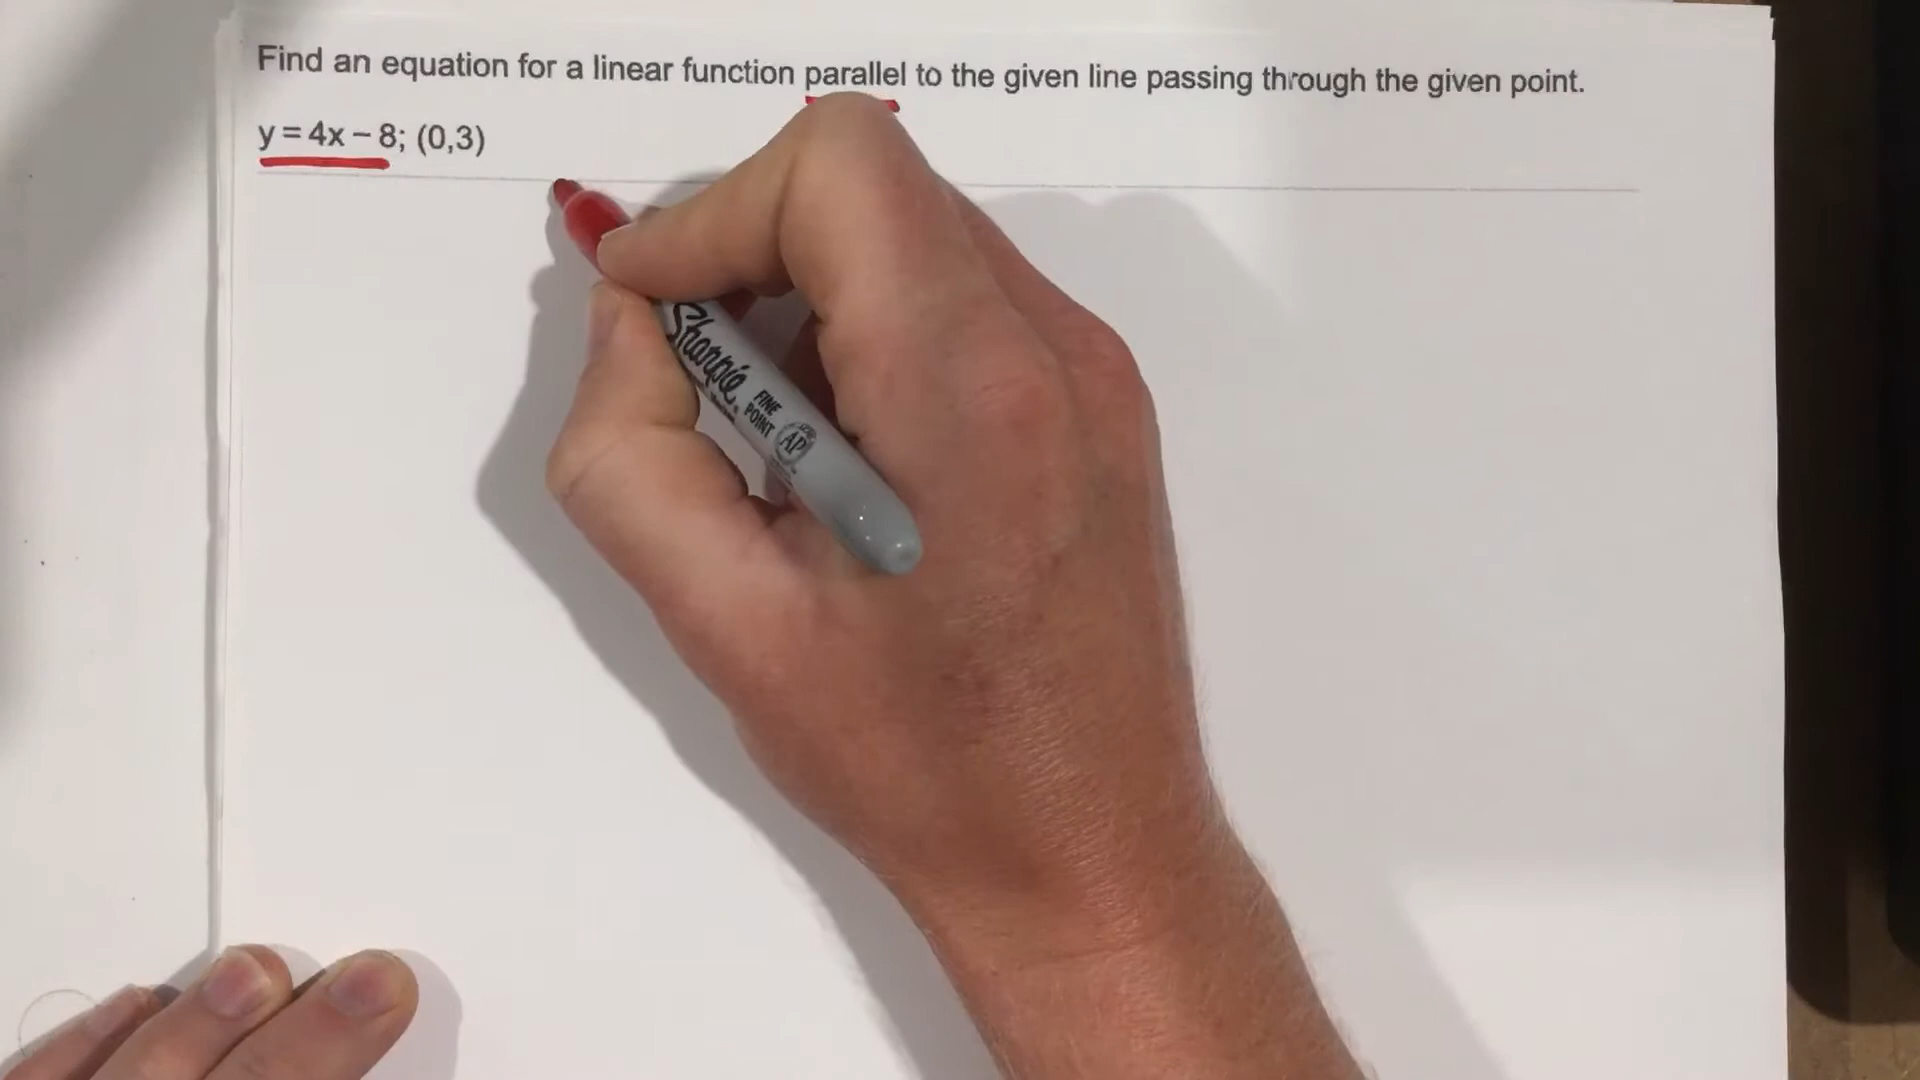 Find an equation for a linear function parallel to the given line passing through the given point.
y = 4x − 8; (0,3)
Sharpie
FINE
POINT
AP